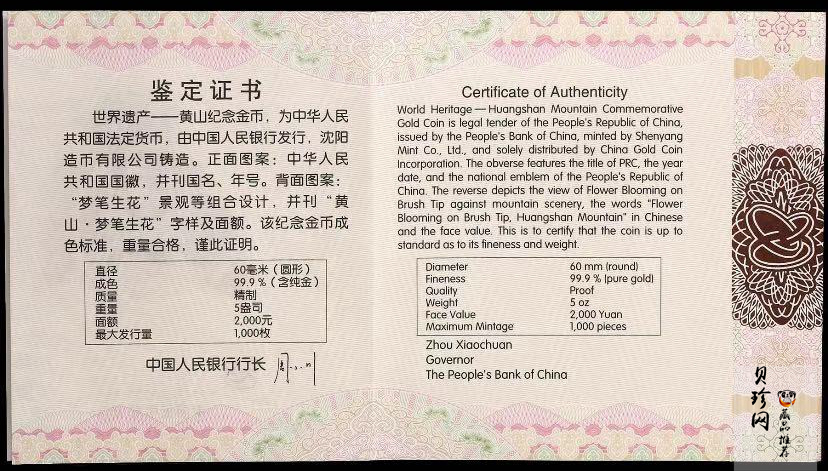 鉴定证书
世界遗产——黄山纪念金币，为中华人民
共和国法定货币，由中国人民银行发行，沈阳
造币有限公司铸造。正面图案：中华人民
共和国国徽，并刊国名、年号。背面图案：
“梦笔生花”景观等组合设计，并刊“黄
山·梦笔生花”字样及面额。该纪念金币成
色标准，重量合格，谨此证明。
直径 60毫米（圆形）
成色 99.9％（含纯金）
质量 精制
重量 5盎司
面额 2,000元
最大发行量 1,000枚
中国人民银行行长
Certificate of Authenticity
World Heritage — Huangshan Mountain Commemorative
Gold Coin is legal tender of the People's Republic of China,
issued by the People's Bank of China, minted by Shenyang
Mint Co., Ltd., and solely distributed by China Gold Coin
Incorporation. The obverse features the title of PRC, the year
date, and the national emblem of the People's Republic of
China. The reverse depicts the view of Flower Blooming on
Brush Tip against mountain scenery, the words "Flower
Blooming on Brush Tip, Huangshan Mountain" in Chinese
and the face value. This is to certify that the coin is up to
standard as to its fineness and weight.
Diameter 60 mm (round)
Fineness 99.9 % (pure gold)
Quality Proof
Weight 5 oz
Face Value 2,000 Yuan
Maximum Mintage 1,000 pieces
Zhou Xiaochuan
Governor
The People's Bank of China
贝珍网
藏品推荐